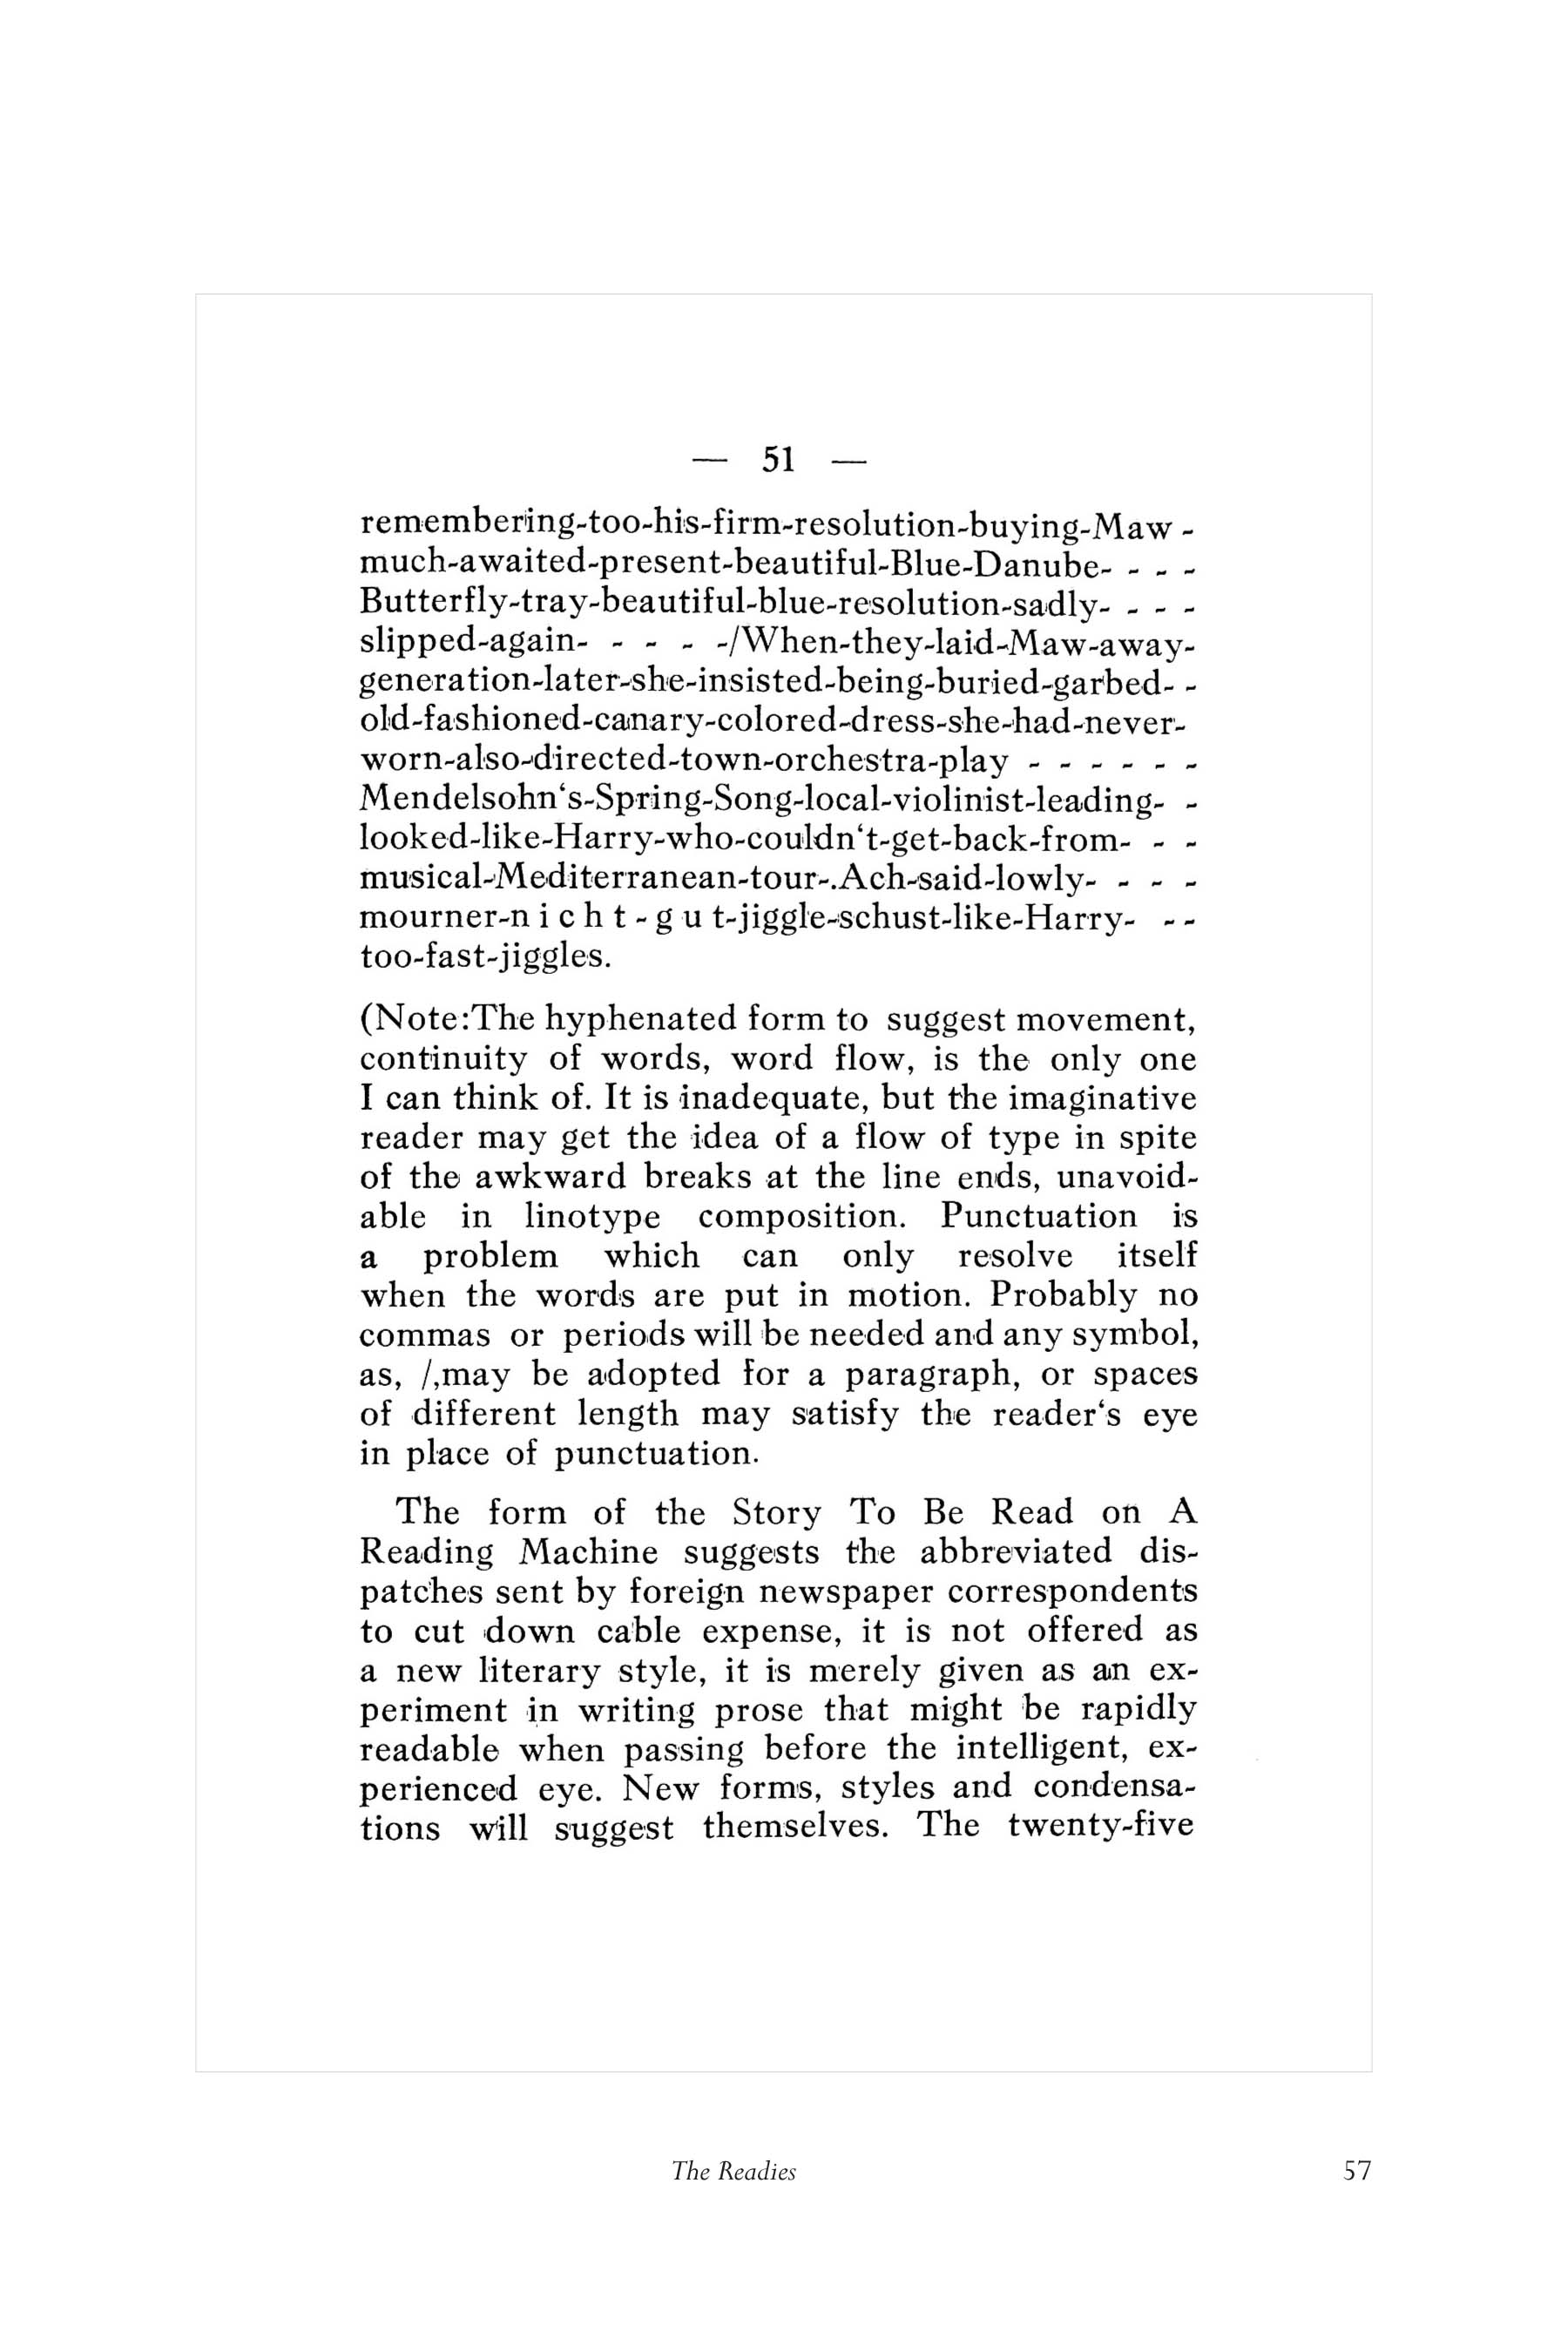 — 51 —
remembering-too-his-firm-resolution-buying-Maw -
much-awaited-present-beautiful-Blue-Danube- - - -
Butterfly-tray-beautiful-blue-resolution-sadly- - - -
slipped-again- - - - -/When-they-laid-Maw-away-
generation-later-she-insisted-being-buried-garbed- -
old-fashioned-canary-colored-dress-she-had-never-
worn-also-directed-town-orchestra-play - - - - - -
Mendelsohn‘s-Spring-Song-local-violinist-leading- -
looked-like-Harry-who-couldn‘t-get-back-from- - -
musical-Mediterranean-tour-.Ach-said-lowly- - - -
mourner-n i c h t - g u t-jiggle-schust-like-Harry- - -
too-fast-jiggles.
(Note:The hyphenated form to suggest movement,
continuity of words, word flow, is the only one
I can think of. It is inadequate, but the imaginative
reader may get the idea of a flow of type in spite
of the awkward breaks at the line ends, unavoid-
able in linotype composition. Punctuation is
a problem which can only resolve itself
when the words are put in motion. Probably no
commas or periods will be needed and any symbol,
as, /,may be adopted for a paragraph, or spaces
of different length may satisfy the reader‘s eye
in place of punctuation.
The form of the Story To Be Read on A
Reading Machine suggests the abbreviated dis-
patches sent by foreign newspaper correspondents
to cut down cable expense, it is not offered as
a new literary style, it is merely given as an ex-
periment in writing prose that might be rapidly
readable when passing before the intelligent, ex-
perienced eye. New forms, styles and condensa-
tions will suggest themselves. The twenty-five
The Readies 57